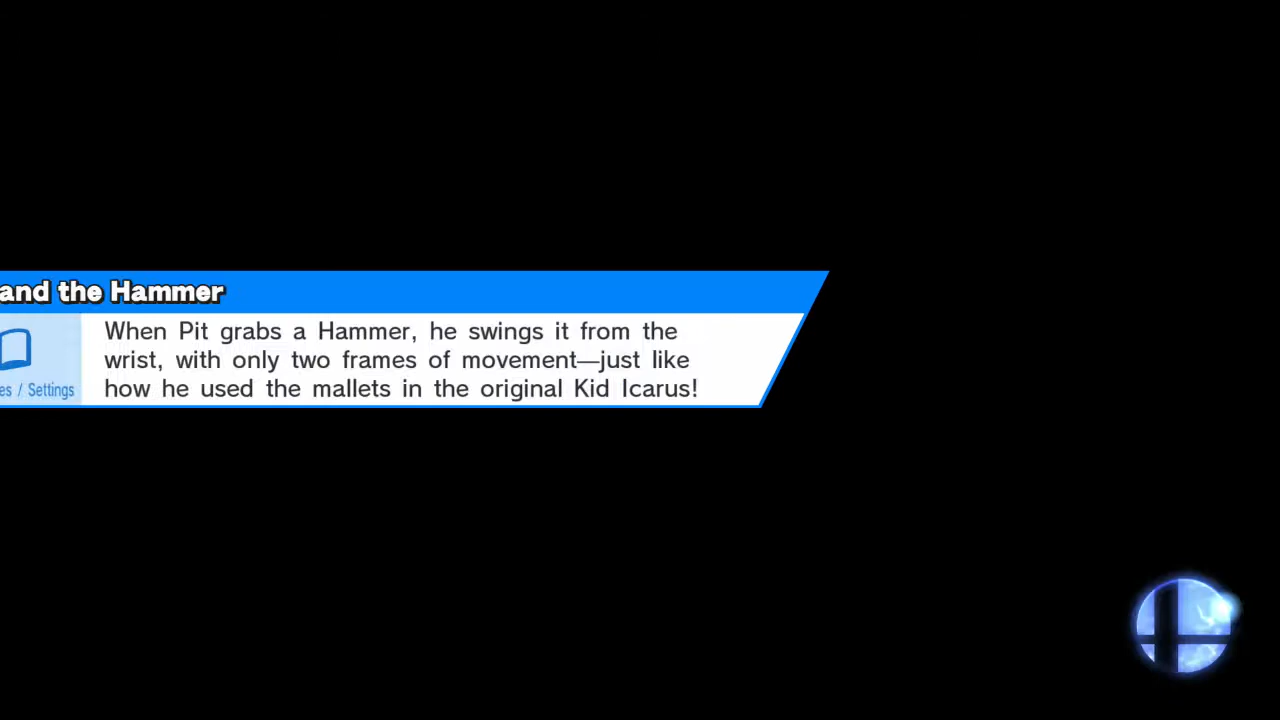 and the Hammer
When Pit grabs a Hammer, he swings it from the
wrist, with only two frames of movement—just like
how he used the mallets in the original Kid Icarus!
es / Settings